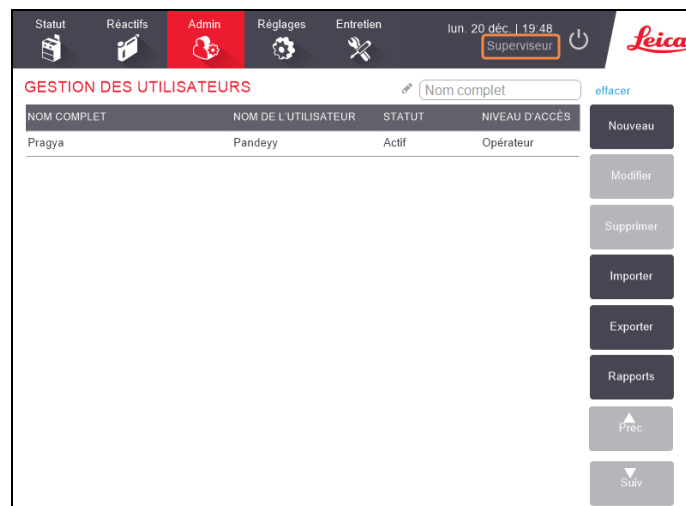 Statut Réactifs Admin Réglages Entretien lun. 20 déc. | 19:48
Superviseur
Leica
GESTION DES UTILISATEURS Nom complet effacer
NOM COMPLET NOM DE L'UTILISATEUR STATUT NIVEAU D'ACCÈS
Pragya Pandeyy Actif Opérateur
Nouveau
Modifier
Supprimer
Importer
Exporter
Rapports
Préc
Suiv